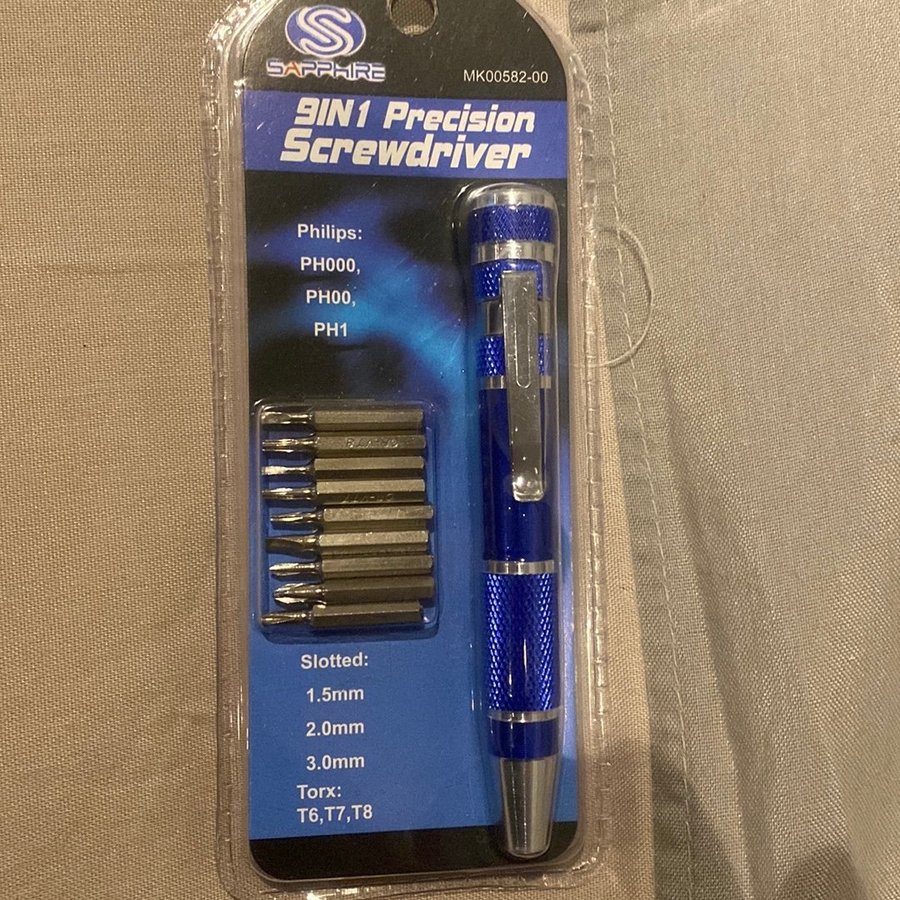 SAPPHIRE
MK00582-00
9IN1 Precision
Screwdriver
Philips:
PH000,
PH00,
PH1
Slotted:
1.5mm
2.0mm
3.0mm
Torx:
T6,T7,T8